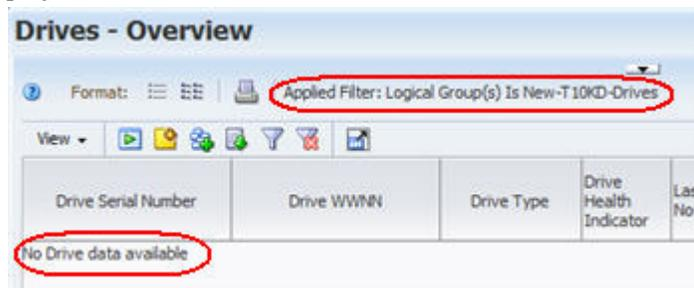 Drives - Overview
Format:
Applied Filter: Logical Group(s) Is New-T10KD-Drives
View
Drive Serial Number
Drive WWNN
Drive Type
Drive
Health
Indicator
No Drive data available